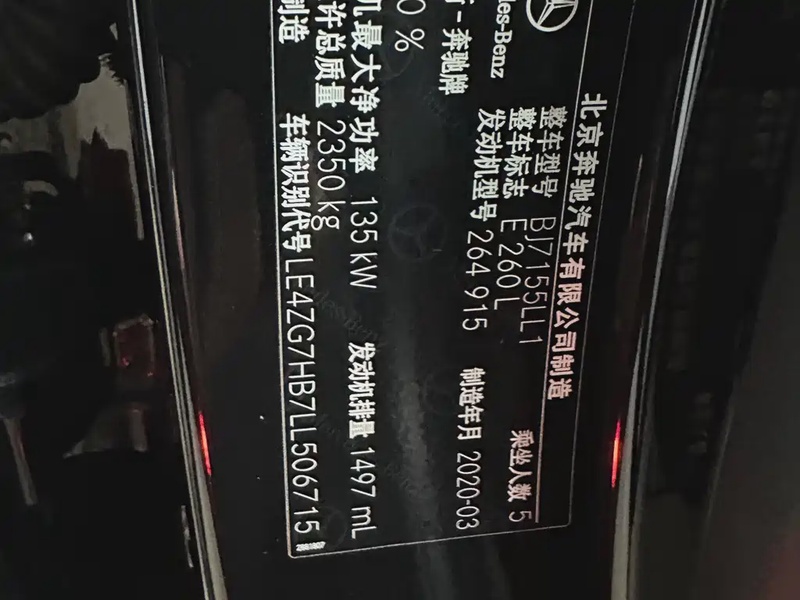 北京奔驰汽车有限公司制造
整车型号 BJ7155LL1 乘坐人数 5
整车标志 E 260 L
发动机型号 264 915 制造年月 2020-03
des-Benz
- 奔驰牌
0 %
机最大净功率 135 kW 发动机排量 1497 mL
许总质量 2350 kg
制造
车辆识别代号 LE4ZG7HB7LL506715